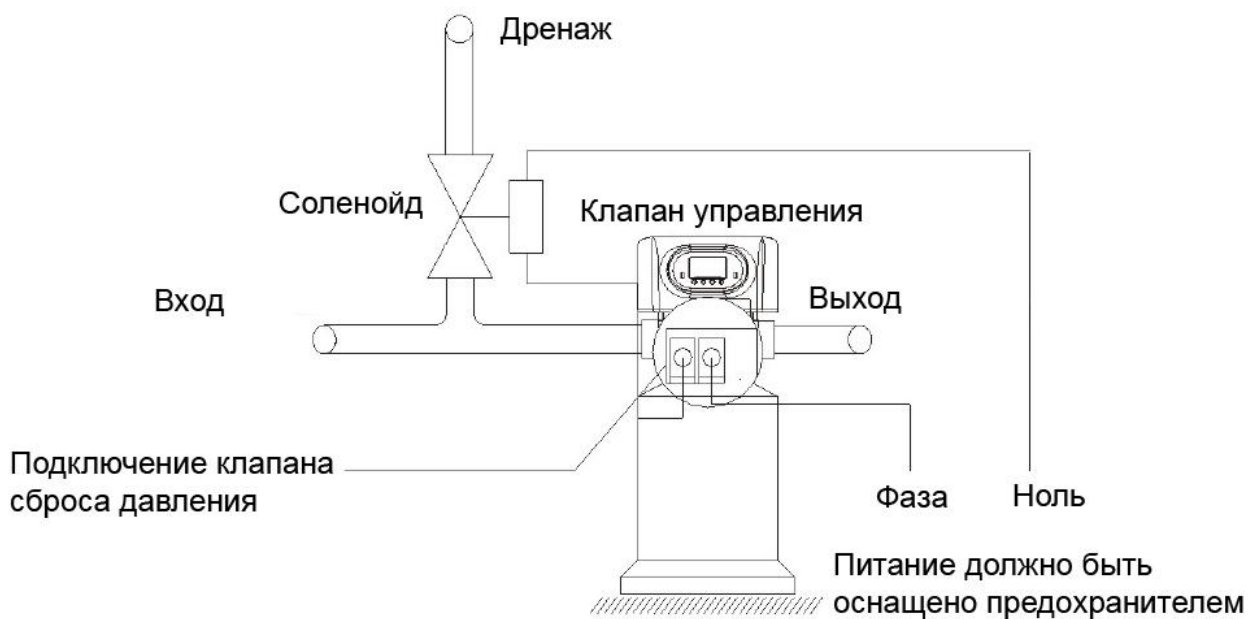 Дренаж
Соленойд
Клапан управления
Вход
Выход
Подключение клапана
сброса давления
Фаза
Ноль
Питание должно быть
оснащено предохранителем